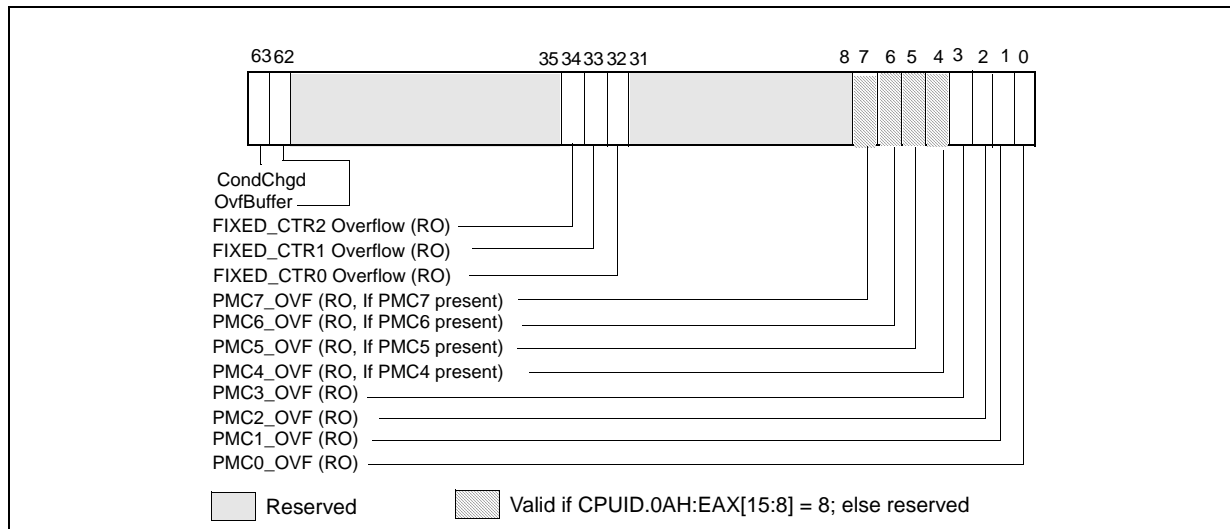 63 62 35 34 33 32 31 8 7 6 5 4 3 2 1 0
CondChgd
OvfBuffer
FIXED_CTR2 Overflow (RO)
FIXED_CTR1 Overflow (RO)
FIXED_CTR0 Overflow (RO)
PMC7_OVF (RO, If PMC7 present)
PMC6_OVF (RO, If PMC6 present)
PMC5_OVF (RO, If PMC5 present)
PMC4_OVF (RO, If PMC4 present)
PMC3_OVF (RO)
PMC2_OVF (RO)
PMC1_OVF (RO)
PMC0_OVF (RO)
Reserved Valid if CPUID.0AH:EAX[15:8] = 8; else reserved